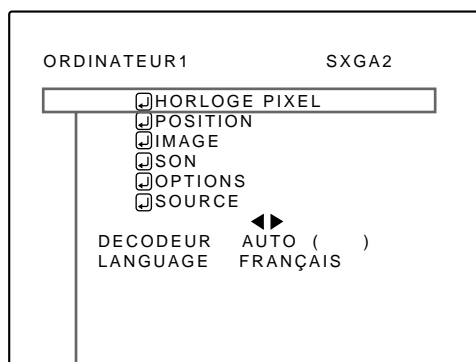 ORDINATEUR1 SXGA2
HORLOGE PIXEL
POSITION
IMAGE
SON
OPTIONS
SOURCE
DECODEUR AUTO ( )
LANGUAGE FRANÇAIS